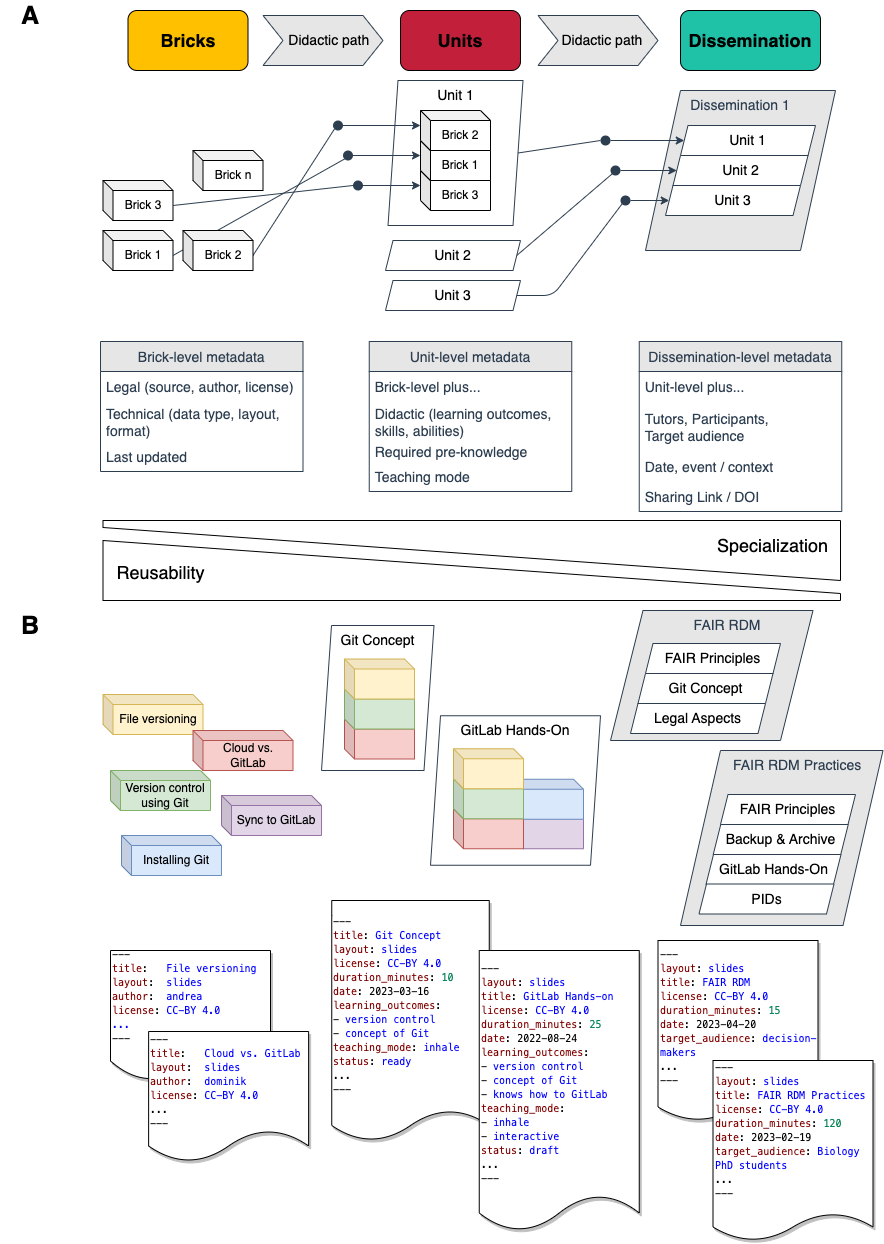 A
Bricks
Didactic path
Units
Didactic path
Dissemination
Unit 1
Brick 2
Brick 1
Brick 3
Brick n
Brick 3
Brick 1
Brick 2
Unit 2
Unit 3
Dissemination 1
Unit 1
Unit 2
Unit 3
Brick-level metadata
Legal (source, author, license)
Technical (data type, layout,
format)
Last updated
Unit-level metadata
Brick-level plus...
Didactic (learning outcomes,
skills, abilities)
Required pre-knowledge
Teaching mode
Dissemination-level metadata
Unit-level plus...
Tutors, Participants,
Target audience
Date, event / context
Sharing Link / DOI
Specialization
Reusability
B
File versioning
Cloud vs.
GitLab
Version control
using Git
Sync to GitLab
Installing Git
Git Concept
GitLab Hands-On
FAIR RDM
FAIR Principles
Git Concept
Legal Aspects
FAIR RDM Practices
FAIR Principles
Backup & Archive
GitLab Hands-On
PIDs
---
title: File versioning
layout: slides
author: andrea
license: CC-BY 4.0
...
---
---
title: Cloud vs. GitLab
layout: slides
author: dominik
license: CC-BY 4.0
...
---
---
title: Git Concept
layout: slides
license: CC-BY 4.0
duration_minutes: 10
date: 2023-03-16
learning_outcomes:
- version control
- concept of Git
teaching_mode: inhale
status: ready
...
---
---
layout: slides
title: GitLab Hands-on
license: CC-BY 4.0
duration_minutes: 25
date: 2022-08-24
learning_outcomes:
- version control
- concept of Git
- knows how to GitLab
teaching_mode:
- inhale
- interactive
status: draft
...
---
---
layout: slides
title: FAIR RDM
license: CC-BY 4.0
duration_minutes: 15
date: 2023-04-20
target_audience: decision-
makers
...
---
---
layout: slides
title: FAIR RDM Practices
license: CC-BY 4.0
duration_minutes: 120
date: 2023-02-19
target_audience: Biology
PhD students
...
---